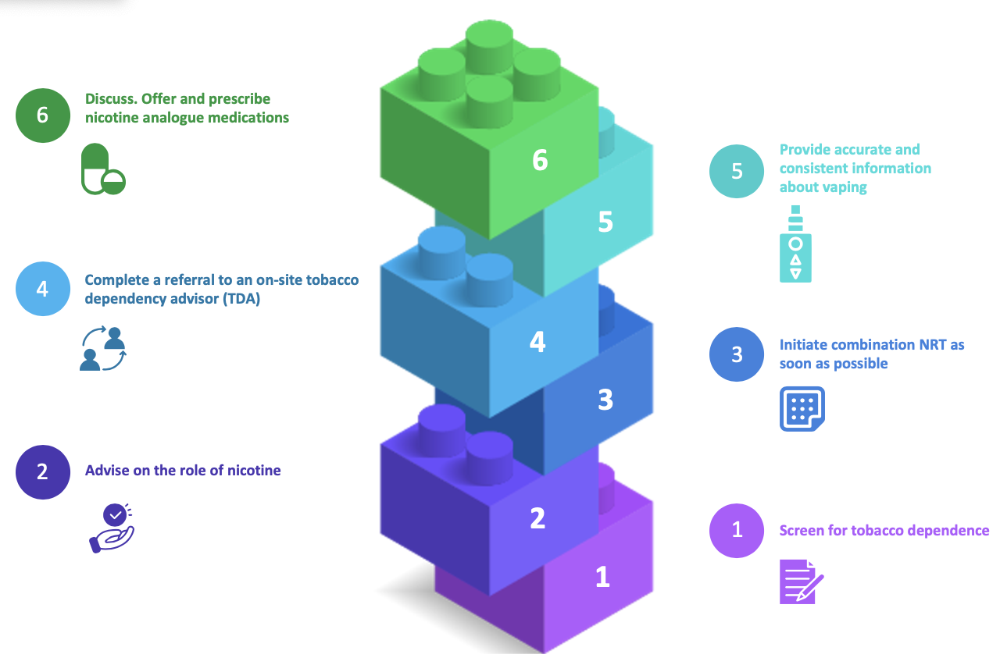 6
Discuss. Offer and prescribe
nicotine analogue medications
5
Provide accurate and
consistent information
about vaping
4
Complete a referral to an on-site tobacco
dependency advisor (TDA)
3
Initiate combination NRT as
soon as possible
2
Advise on the role of nicotine
1
Screen for tobacco dependence
6
5
4
3
2
1